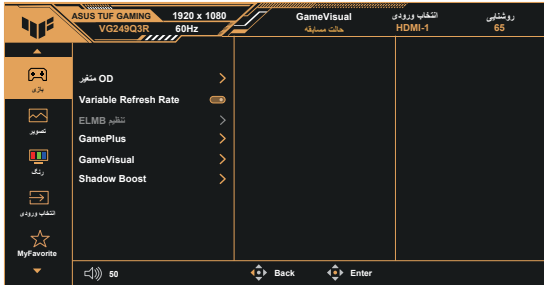 ASUS TUF GAMING 1920 x 1080
VG249Q3R 60Hz
GameVisual
حالت مسابقه
انتخاب ورودی
HDMI-1
روشنایی
65
بازی
تصویر
رنگ
انتخاب ورودی
MyFavorite
OD متغیر
Variable Refresh Rate
تنظیم ELMB
GamePlus
GameVisual
Shadow Boost
50
Back
Enter